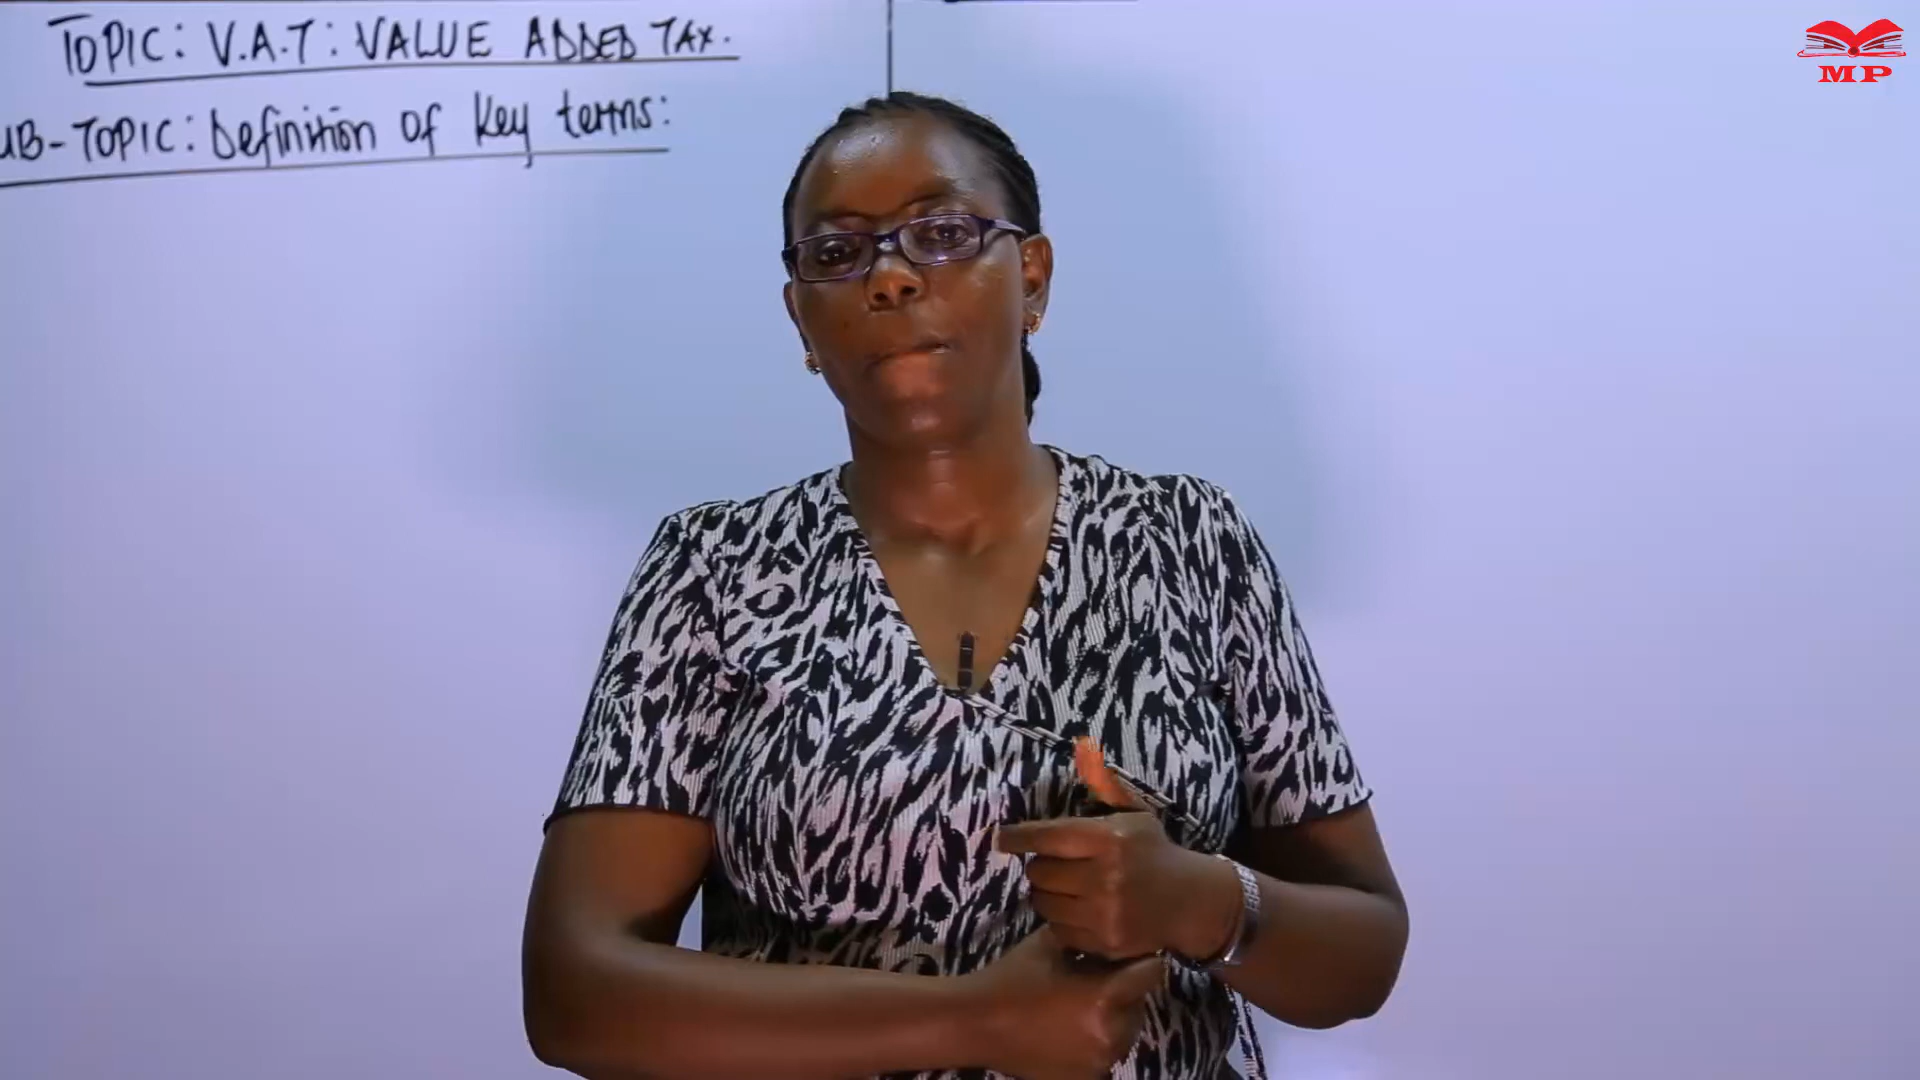 TOPIC: V.A.T: VALUE ADDED TAX.
UB-TOPIC: Definition of key terms:
MP